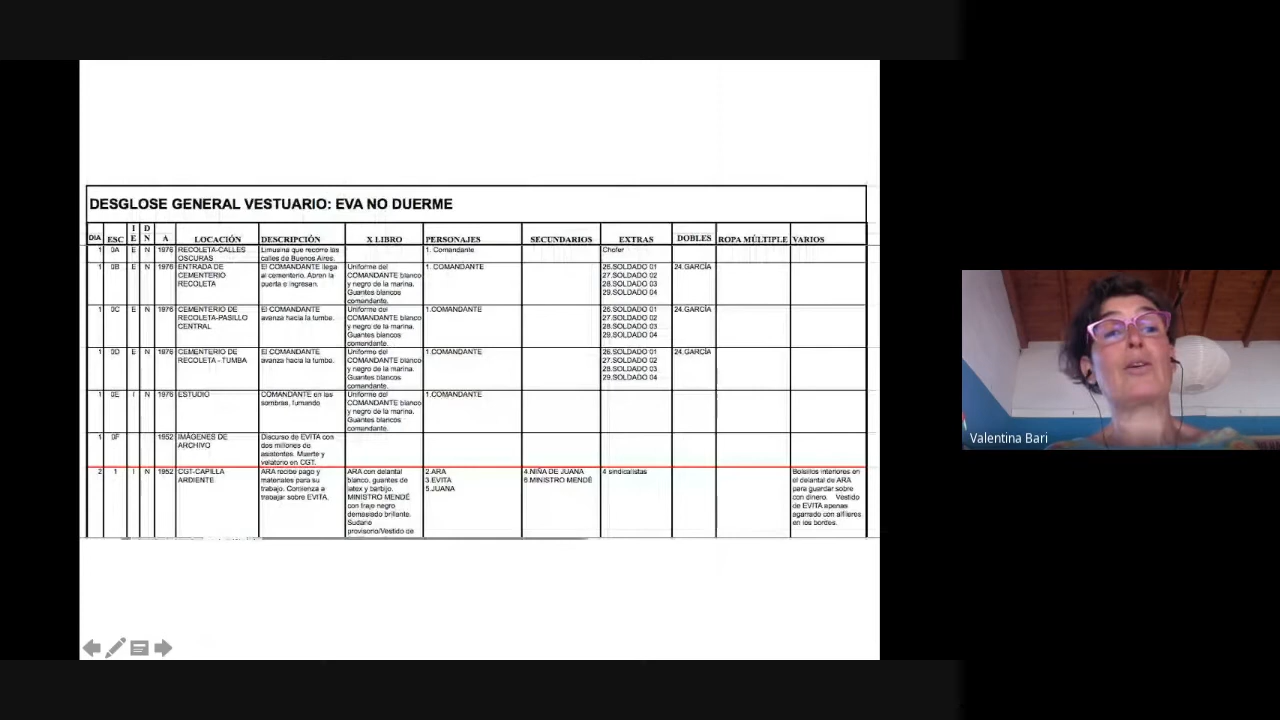 DESGLOSE GENERAL VESTUARIO: EVA NO DUERME
DIA ESC I E D N A LOCACIÓN DESCRIPCIÓN X LIBRO PERSONAJES SECUNDARIOS EXTRAS DOBLES ROPA MÚLTIPLE VARIOS
1 0A E N 1976 RECOLETA-CALLES Limusina que recorre las 1. Comandante Chofer
OSCURAS calles de Buenos Aires.
1 0B E N 1976 ENTRADA DE El COMANDANTE llega Uniforme del 1. COMANDANTE 26.SOLDADO 01 24.GARCÍA
CEMENTERIO al cementerio. Abren la COMANDANTE blanco 27.SOLDADO 02
RECOLETA puerta e ingresan. y negro de la marina. 28.SOLDADO 03
Guantes blancos 29.SOLDADO 04
comandante.
1 0C E N 1976 CEMENTERIO DE El COMANDANTE Uniforme del 1.COMANDANTE 26.SOLDADO 01 24.GARCÍA
RECOLETA-PASILLO avanza hacia la tumba. COMANDANTE blanco 27.SOLDADO 02
CENTRAL y negro de la marina. 28.SOLDADO 03
Guantes blancos 29.SOLDADO 04
comandante.
1 0D E N 1976 CEMENTERIO DE El COMANDANTE Uniforme del 1.COMANDANTE 26.SOLDADO 01 24.GARCÍA
RECOLETA - TUMBA avanza hacia la tumba. COMANDANTE blanco 27.SOLDADO 02
y negro de la marina. 28.SOLDADO 03
Guantes blancos 29.SOLDADO 04
comandante.
1 0E I N 1976 ESTUDIO COMANDANTE en las Uniforme del 1.COMANDANTE
sombras, fumando COMANDANTE blanco
y negro de la marina.
Guantes blancos
comandante.
1 0F 1952 IMÁGENES DE Discurso de EVITA con
ARCHIVO dos millones de
asistentes. Muerte y
velatorio en CGT.
2 1 I N 1952 CGT-CAPILLA ARA recibe pago y ARA con delantal 2.ARA 4.NIÑA DE JUANA 4 sindicalistas Bolsillos interiores en
ARDIENTE materiales para su blanco, guantes de 3.EVITA 6.MINISTRO MENDÉ el delantal de ARA
trabajo. Comienza a latex y barbijo. 5.JUANA para guardar sobre
trabajar sobre EVITA. MINISTRO MENDÉ con dinero. Vestido
con traje negro de EVITA apenas
demasiado brillante. agarrado con alfileres
Sudario en los bordes.
provisorio/Vestido de
Valentina Bari